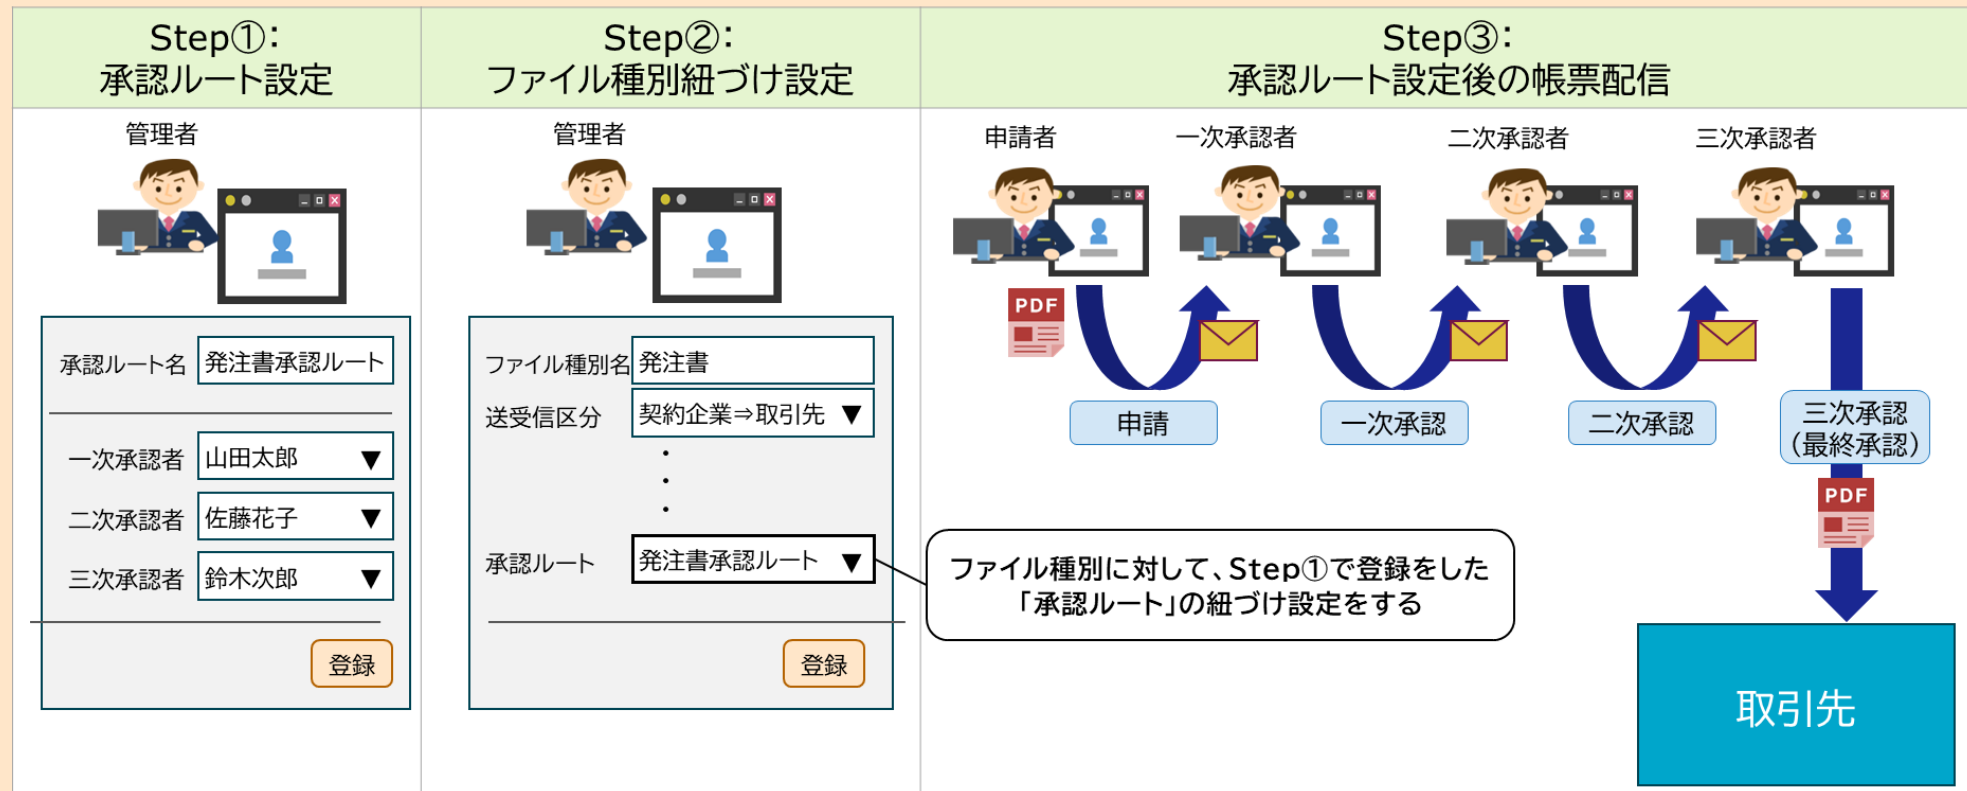 Step①:
承認ルート設定
管理者
承認ルート名 発注書承認ルート
一次承認者 山田太郎 ▼
二次承認者 佐藤花子 ▼
三次承認者 鈴木次郎 ▼
登録
Step②:
ファイル種別紐づけ設定
管理者
ファイル種別名 発注書
送受信区分 契約企業⇒取引先 ▼
・
・
・
承認ルート 発注書承認ルート ▼
登録
ファイル種別に対して、Step①で登録をした
「承認ルート」の紐づけ設定をする
Step③:
承認ルート設定後の帳票配信
申請者 一次承認者 二次承認者 三次承認者
PDF
申請 一次承認 二次承認 三次承認
(最終承認)
PDF
取引先